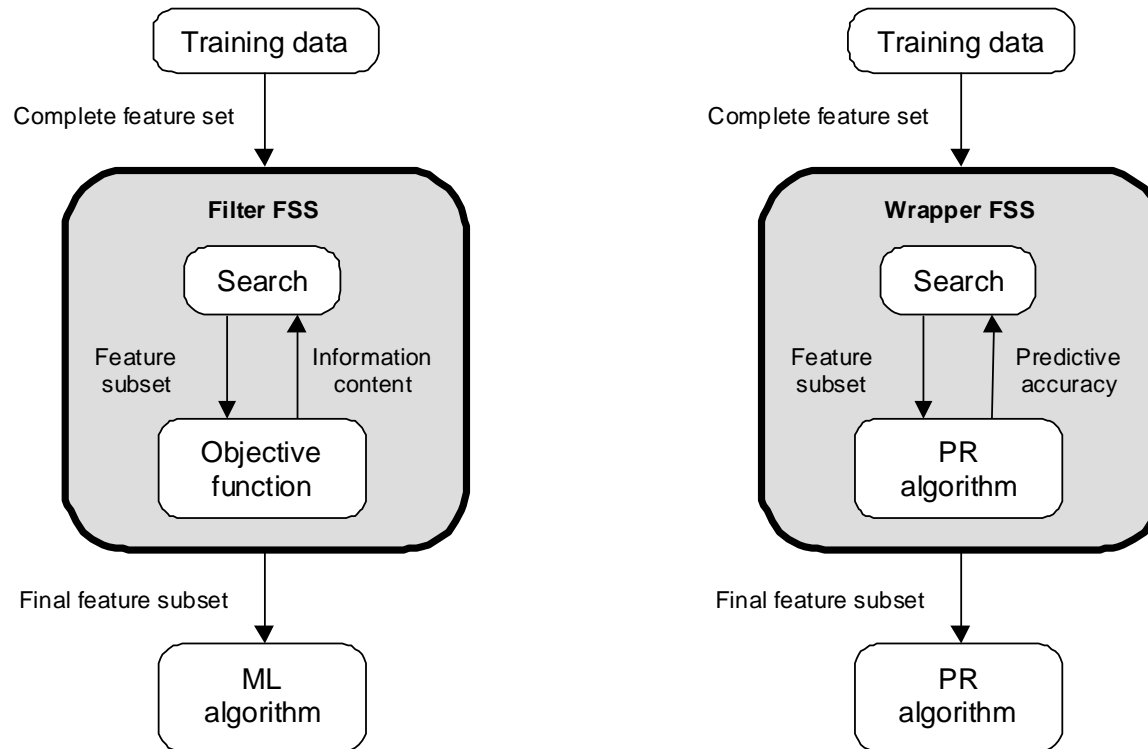 Training data
Complete feature set
Filter FSS
Search
Feature
subset
Information
content
Objective
function
Final feature subset
ML
algorithm
Training data
Complete feature set
Wrapper FSS
Search
Feature
subset
Predictive
accuracy
PR
algorithm
Final feature subset
PR
algorithm